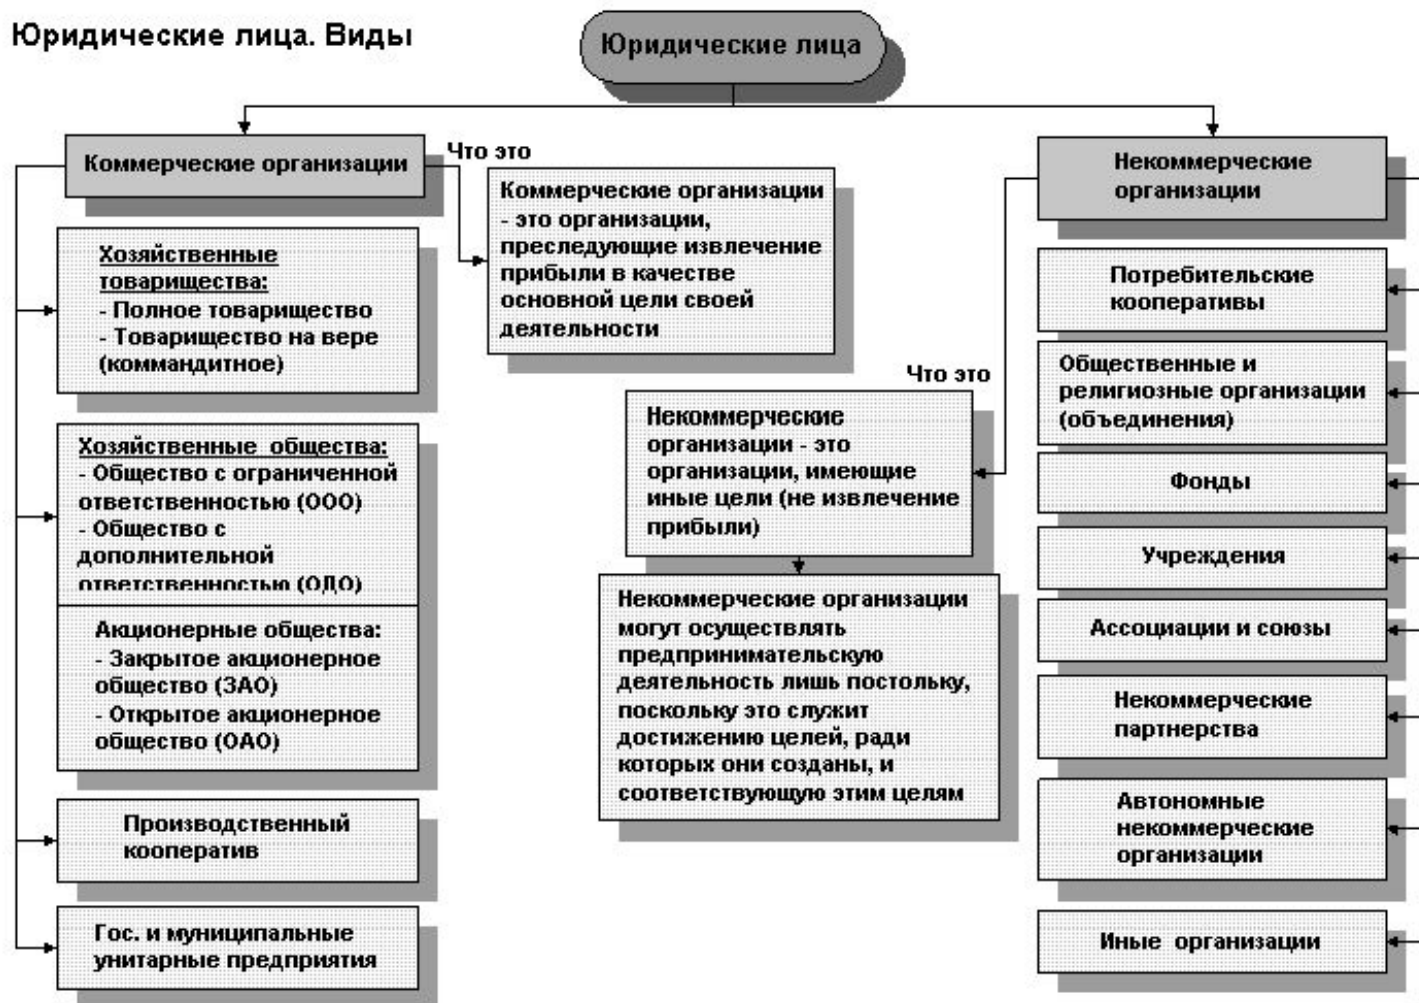 Юридические лица. Виды
Юридические лица
Коммерческие организации
Что это
Коммерческие организации
- это организации,
преследующие извлечение
прибыли в качестве
основной цели своей
деятельности
Хозяйственные
товарищества:
- Полное товарищество
- Товарищество на вере
(коммандитное)
Хозяйственные общества:
- Общество с ограниченной
ответственностью (ООО)
- Общество с
дополнительной
ответственностью (ОДО)
Акционерные общества:
- Закрытое акционерное
общество (ЗАО)
- Открытое акционерное
общество (ОАО)
Производственный
кооператив
Гос. и муниципальные
унитарные предприятия
Некоммерческие
организации
Что это
Некоммерческие
организации - это
организации, имеющие
иные цели (не извлечение
прибыли)
Некоммерческие организации
могут осуществлять
предпринимательскую
деятельность лишь постольку,
поскольку это служит
достижению целей, ради
которых они созданы, и
соответствующую этим целям
Потребительские
кооперативы
Общественные и
религиозные организации
(объединения)
Фонды
Учреждения
Ассоциации и союзы
Некоммерческие
партнерства
Автономные
некоммерческие
организации
Иные организации